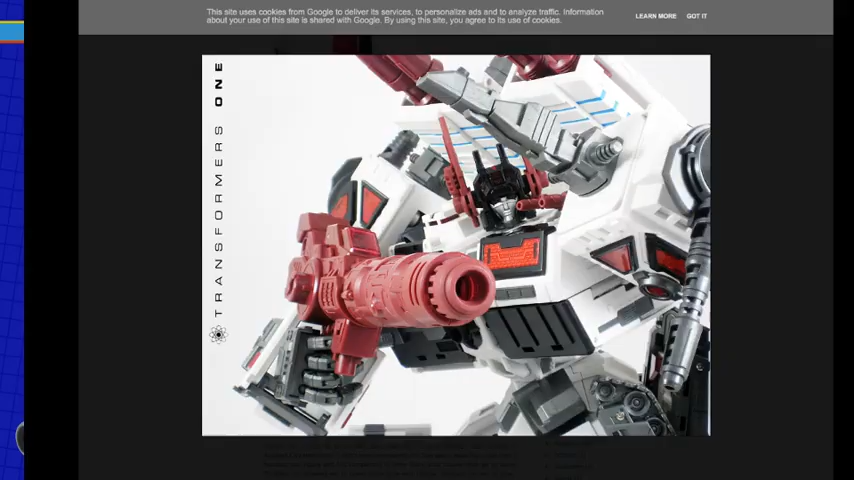 This site uses cookies from Google to deliver its services, to personalize ads and to analyze traffic. Information
about your use of this site is shared with Google. By using this site, you agree to its use of cookies.
LEARN MORE
GOT IT
TRANSFORMERS ONE